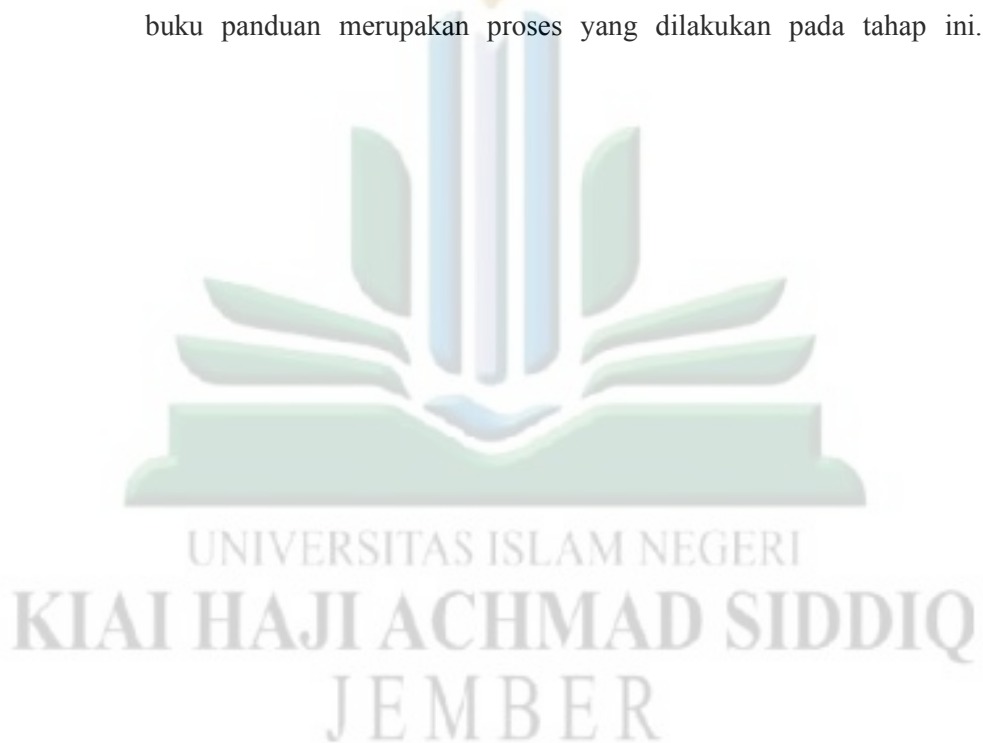 buku panduan merupakan proses yang dilakukan pada tahap ini.
UNIVERSITAS ISLAM NEGERI
KIAI HAJI ACHMAD SIDDIQ
JEMBER